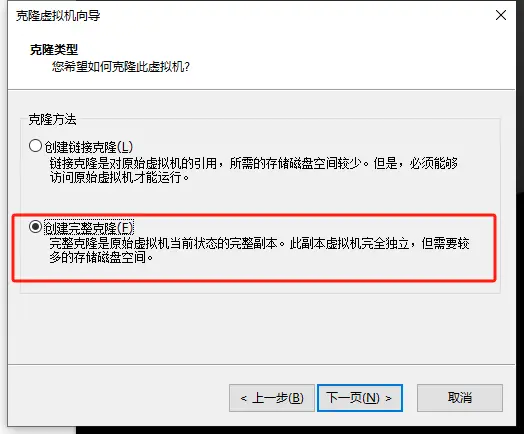 克隆虚拟机向导
克隆类型
您希望如何克隆此虚拟机?
克隆方法
创建链接克隆(L)
链接克隆是对原始虚拟机的引用，所需的存储磁盘空间较少。但是，必须能够
访问原始虚拟机才能运行。
创建完整克隆(F)
完整克隆是原始虚拟机当前状态的完整副本。此副本虚拟机完全独立，但需要较
多的存储磁盘空间。
< 上一步(B)
下一页(N) >
取消